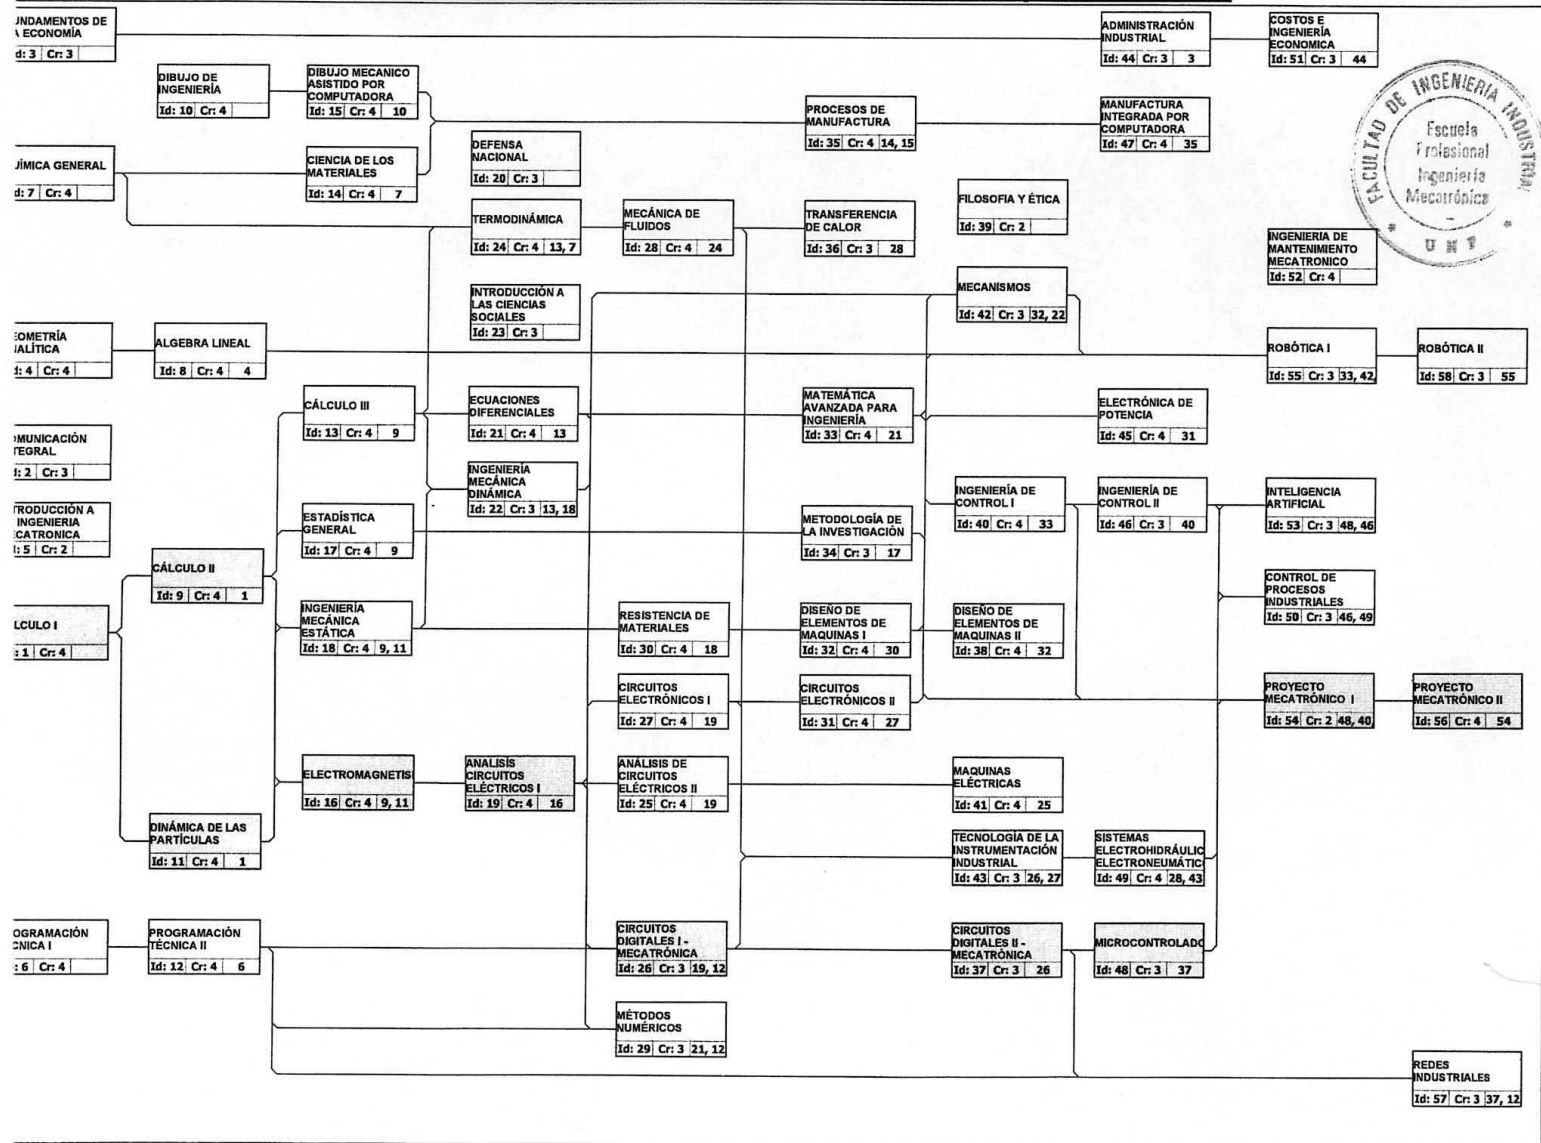 UNDAMENTOS DE
A ECONOMÍA
d: 3 Cr: 3
ADMINISTRACIÓN
INDUSTRIAL
Id: 44 Cr: 3 3
COSTOS E
INGENIERÍA
ECONOMICA
Id: 51 Cr: 3 44
DIBUJO DE
INGENIERÍA
Id: 10 Cr: 4
DIBUJO MECANICO
ASISTIDO POR
COMPUTADORA
Id: 15 Cr: 4 10
PROCESOS DE
MANUFACTURA
Id: 35 Cr: 4 14, 15
MANUFACTURA
INTEGRADA POR
COMPUTADORA
Id: 47 Cr: 4 35
FACULTAD DE INGENIERIA INDUSTRIAL
Escuela
Profesional
Ingeniería
Mecatrónica
U N T
UÍMICA GENERAL
d: 7 Cr: 4
CIENCIA DE LOS
MATERIALES
Id: 14 Cr: 4 7
DEFENSA
NACIONAL
Id: 20 Cr: 3
TERMODINÁMICA
Id: 24 Cr: 4 13, 7
MECÁNICA DE
FLUIDOS
Id: 28 Cr: 4 24
TRANSFERENCIA
DE CALOR
Id: 36 Cr: 3 28
FILOSOFIA Y ÉTICA
Id: 39 Cr: 2
INGENIERIA DE
MANTENIMIENTO
MECATRONICO
Id: 52 Cr: 4
INTRODUCCIÓN A
LAS CIENCIAS
SOCIALES
Id: 23 Cr: 3
MECANISMOS
Id: 42 Cr: 3 32, 22
EOMETRÍA
NALÍTICA
d: 4 Cr: 4
ALGEBRA LINEAL
Id: 8 Cr: 4 4
ROBÓTICA I
Id: 55 Cr: 3 33, 42,
ROBÓTICA II
Id: 58 Cr: 3 55
CÁLCULO III
Id: 13 Cr: 4 9
ECUACIONES
DIFERENCIALES
Id: 21 Cr: 4 13
MATEMÁTICA
AVANZADA PARA
INGENIERÍA
Id: 33 Cr: 4 21
ELECTRÓNICA DE
POTENCIA
Id: 45 Cr: 4 31
OMUNICACIÓN
TEGRAL
d: 2 Cr: 3
INGENIERÍA
MECÁNICA
DINÁMICA
Id: 22 Cr: 3 13, 18
INGENIERÍA DE
CONTROL I
Id: 40 Cr: 4 33
INGENIERÍA DE
CONTROL II
Id: 46 Cr: 3 40
INTELIGENCIA
ARTIFICIAL
Id: 53 Cr: 3 48, 46
TRODUCCIÓN A
INGENIERIA
ECATRONICA
d: 5 Cr: 2
ESTADÍSTICA
GENERAL
Id: 17 Cr: 4 9
METODOLOGÍA DE
LA INVESTIGACIÓN
Id: 34 Cr: 3 17
CÁLCULO II
Id: 9 Cr: 4 1
CONTROL DE
PROCESOS
INDUSTRIALES
Id: 50 Cr: 3 46, 49
LCULO I
: 1 Cr: 4
INGENIERÍA
MECÁNICA
ESTÁTICA
Id: 18 Cr: 4 9, 11
RESISTENCIA DE
MATERIALES
Id: 30 Cr: 4 18
DISEÑO DE
ELEMENTOS DE
MAQUINAS I
Id: 32 Cr: 4 30
DISEÑO DE
ELEMENTOS DE
MAQUINAS II
Id: 38 Cr: 4 32
CIRCUITOS
ELECTRÓNICOS I
Id: 27 Cr: 4 19
CIRCUITOS
ELECTRÓNICOS II
Id: 31 Cr: 4 27
PROYECTO
MECATRÓNICO I
Id: 54 Cr: 2 48, 40,
PROYECTO
MECATRÓNICO II
Id: 56 Cr: 4 54
ELECTROMAGNETIS
Id: 16 Cr: 4 9, 11
ANALISÍS
CIRCUITOS
ELÉCTRICOS I
Id: 19 Cr: 4 16
ANÁLISIS DE
CIRCUITOS
ELÉCTRICOS II
Id: 25 Cr: 4 19
MAQUINAS
ELÉCTRICAS
Id: 41 Cr: 4 25
DINÁMICA DE LAS
PARTÍCULAS
Id: 11 Cr: 4 1
TECNOLOGÍA DE LA
INSTRUMENTACIÓN
INDUSTRIAL
Id: 43 Cr: 3 26, 27
SISTEMAS
ELECTROHIDRÁULIC
ELECTRONEUMÁTIC
Id: 49 Cr: 4 28, 43
OGRAMACIÓN
CNICA I
: 6 Cr: 4
PROGRAMACIÓN
TÉCNICA II
Id: 12 Cr: 4 6
CIRCUITOS
DIGITALES I -
MECATRÓNICA
Id: 26 Cr: 3 19, 12
CIRCUITOS
DIGITALES II -
MECATRÓNICA
Id: 37 Cr: 3 26
MICROCONTROLADO
Id: 48 Cr: 3 37
MÉTODOS
NUMÉRICOS
Id: 29 Cr: 3 21, 12
REDES
INDUSTRIALES
Id: 57 Cr: 3 37, 12